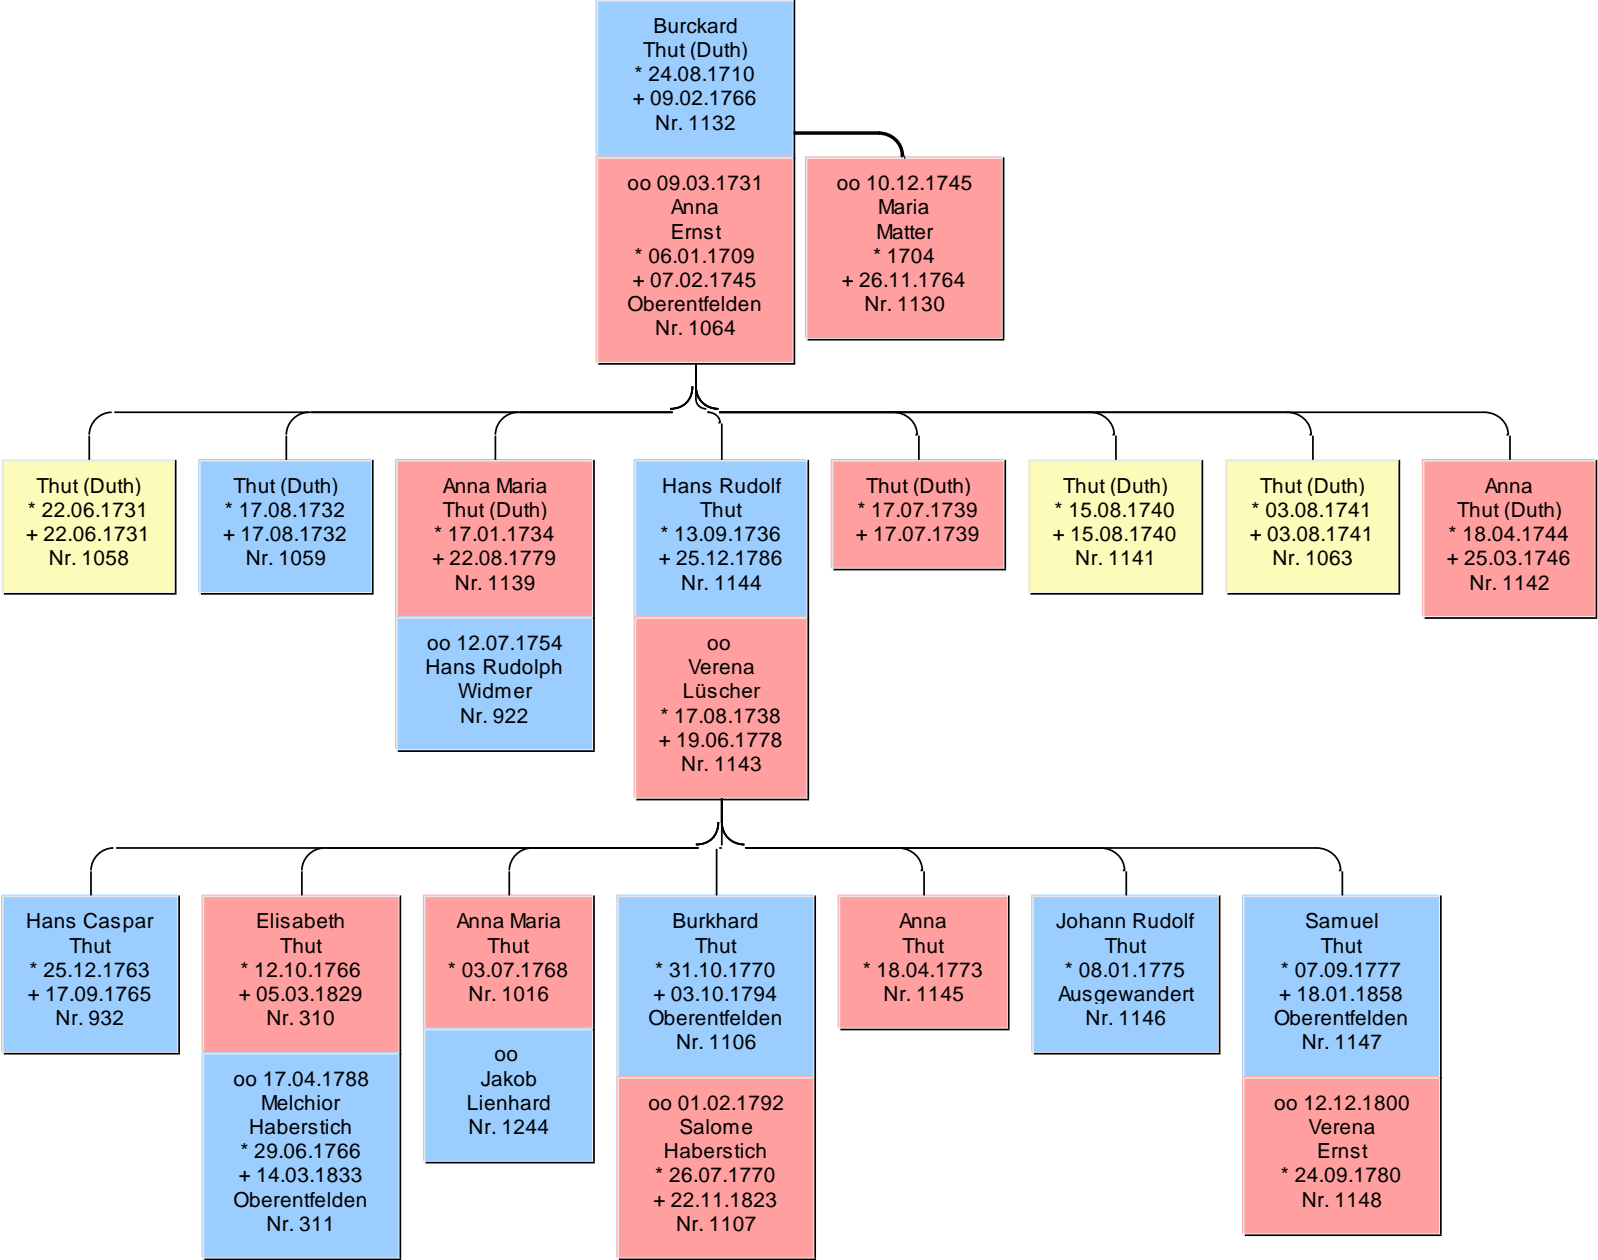 Burckard
Thut (Duth)
* 24.08.1710
+ 09.02.1766
Nr. 1132
oo 09.03.1731
Anna
Ernst
* 06.01.1709
+ 07.02.1745
Oberentfelden
Nr. 1064
oo 10.12.1745
Maria
Matter
* 1704
+ 26.11.1764
Nr. 1130
Thut (Duth)
* 22.06.1731
+ 22.06.1731
Nr. 1058
Thut (Duth)
* 17.08.1732
+ 17.08.1732
Nr. 1059
Anna Maria
Thut (Duth)
* 17.01.1734
+ 22.08.1779
Nr. 1139
oo 12.07.1754
Hans Rudolph
Widmer
Nr. 922
Hans Rudolf
Thut
* 13.09.1736
+ 25.12.1786
Nr. 1144
oo
Verena
Lüscher
* 17.08.1738
+ 19.06.1778
Nr. 1143
Thut (Duth)
* 17.07.1739
+ 17.07.1739
Thut (Duth)
* 15.08.1740
+ 15.08.1740
Nr. 1141
Thut (Duth)
* 03.08.1741
+ 03.08.1741
Nr. 1063
Anna
Thut (Duth)
* 18.04.1744
+ 25.03.1746
Nr. 1142
Hans Caspar
Thut
* 25.12.1763
+ 17.09.1765
Nr. 932
Elisabeth
Thut
* 12.10.1766
+ 05.03.1829
Nr. 310
oo 17.04.1788
Melchior
Haberstich
* 29.06.1766
+ 14.03.1833
Oberentfelden
Nr. 311
Anna Maria
Thut
* 03.07.1768
Nr. 1016
oo
Jakob
Lienhard
Nr. 1244
Burkhard
Thut
* 31.10.1770
+ 03.10.1794
Oberentfelden
Nr. 1106
oo 01.02.1792
Salome
Haberstich
* 26.07.1770
+ 22.11.1823
Nr. 1107
Anna
Thut
* 18.04.1773
Nr. 1145
Johann Rudolf
Thut
* 08.01.1775
Ausgewandert
Nr. 1146
Samuel
Thut
* 07.09.1777
+ 18.01.1858
Oberentfelden
Nr. 1147
oo 12.12.1800
Verena
Ernst
* 24.09.1780
Nr. 1148